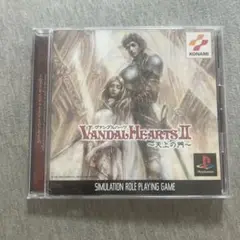 KONAMI
ヴァンダルハーツ
VANDAL HEARTS II
～天上の門～
SIMULATION ROLE PLAYING GAME
PlayStation